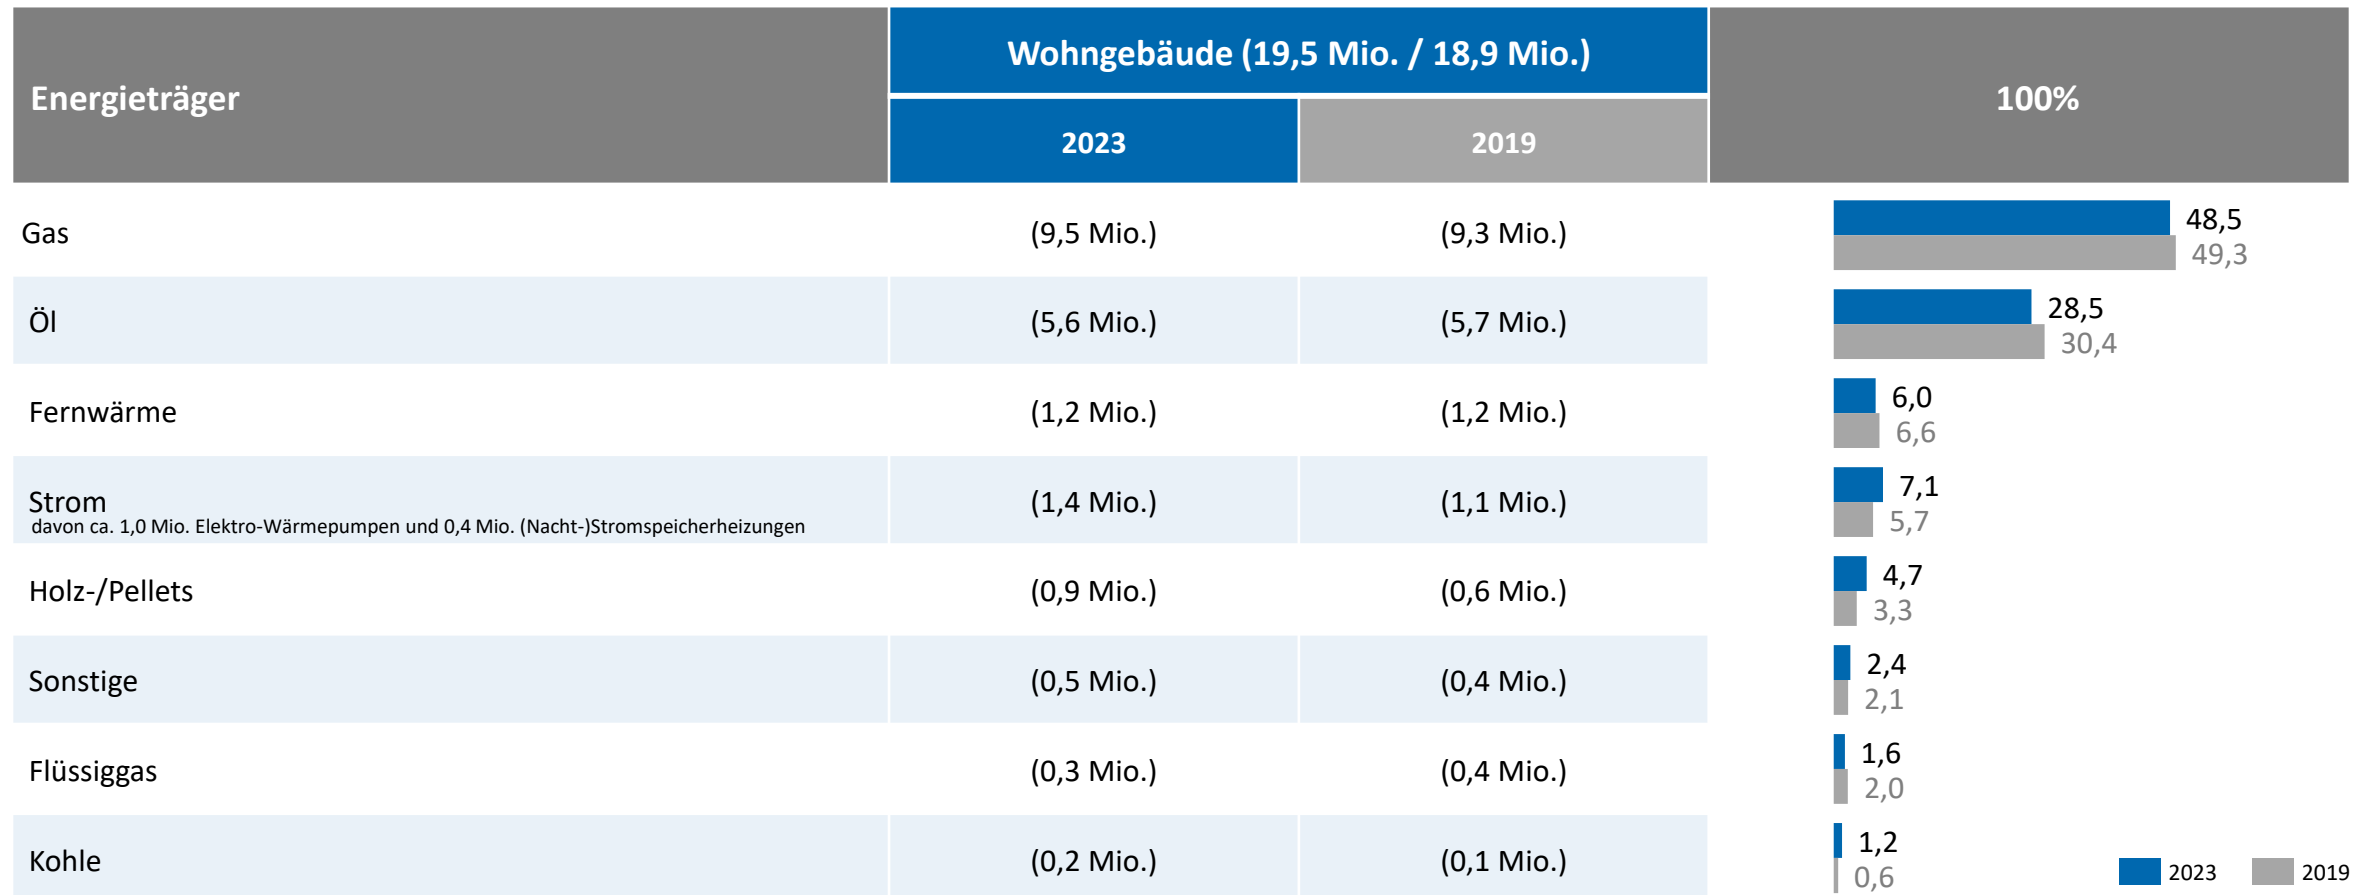 Energieträger
Wohngebäude (19,5 Mio. / 18,9 Mio.)
100%
2023
2019
Gas
(9,5 Mio.)
(9,3 Mio.)
48,5
49,3
Öl
(5,6 Mio.)
(5,7 Mio.)
28,5
30,4
Fernwärme
(1,2 Mio.)
(1,2 Mio.)
6,0
6,6
Strom
davon ca. 1,0 Mio. Elektro-Wärmepumpen und 0,4 Mio. (Nacht-)Stromspeicherheizungen
(1,4 Mio.)
(1,1 Mio.)
7,1
5,7
Holz-/Pellets
(0,9 Mio.)
(0,6 Mio.)
4,7
3,3
Sonstige
(0,5 Mio.)
(0,4 Mio.)
2,4
2,1
Flüssiggas
(0,3 Mio.)
(0,4 Mio.)
1,6
2,0
Kohle
(0,2 Mio.)
(0,1 Mio.)
1,2
0,6
2023
2019